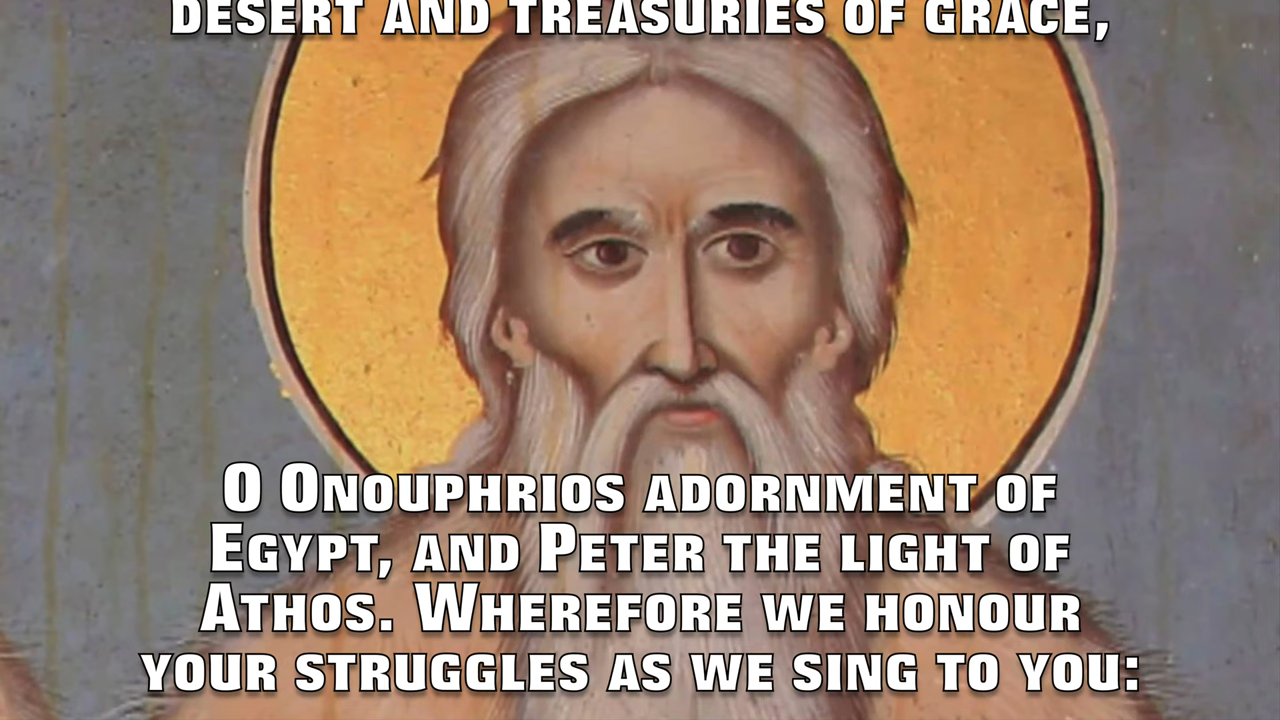 DESERT AND TREASURIES OF GRACE,
O ONOUPHRIOS ADORNMENT OF
EGYPT, AND PETER THE LIGHT OF
ATHOS. WHEREFORE WE HONOUR
YOUR STRUGGLES AS WE SING TO YOU: